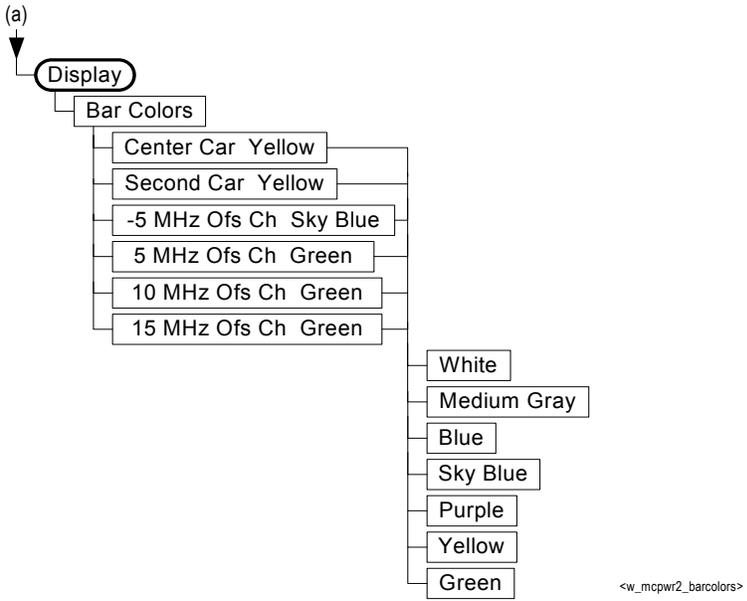 (a)
Display
Bar Colors
Center Car Yellow
Second Car Yellow
-5 MHz Ofs Ch Sky Blue
5 MHz Ofs Ch Green
10 MHz Ofs Ch Green
15 MHz Ofs Ch Green
White
Medium Gray
Blue
Sky Blue
Purple
Yellow
Green
<w_mcpwr2_barcolors>